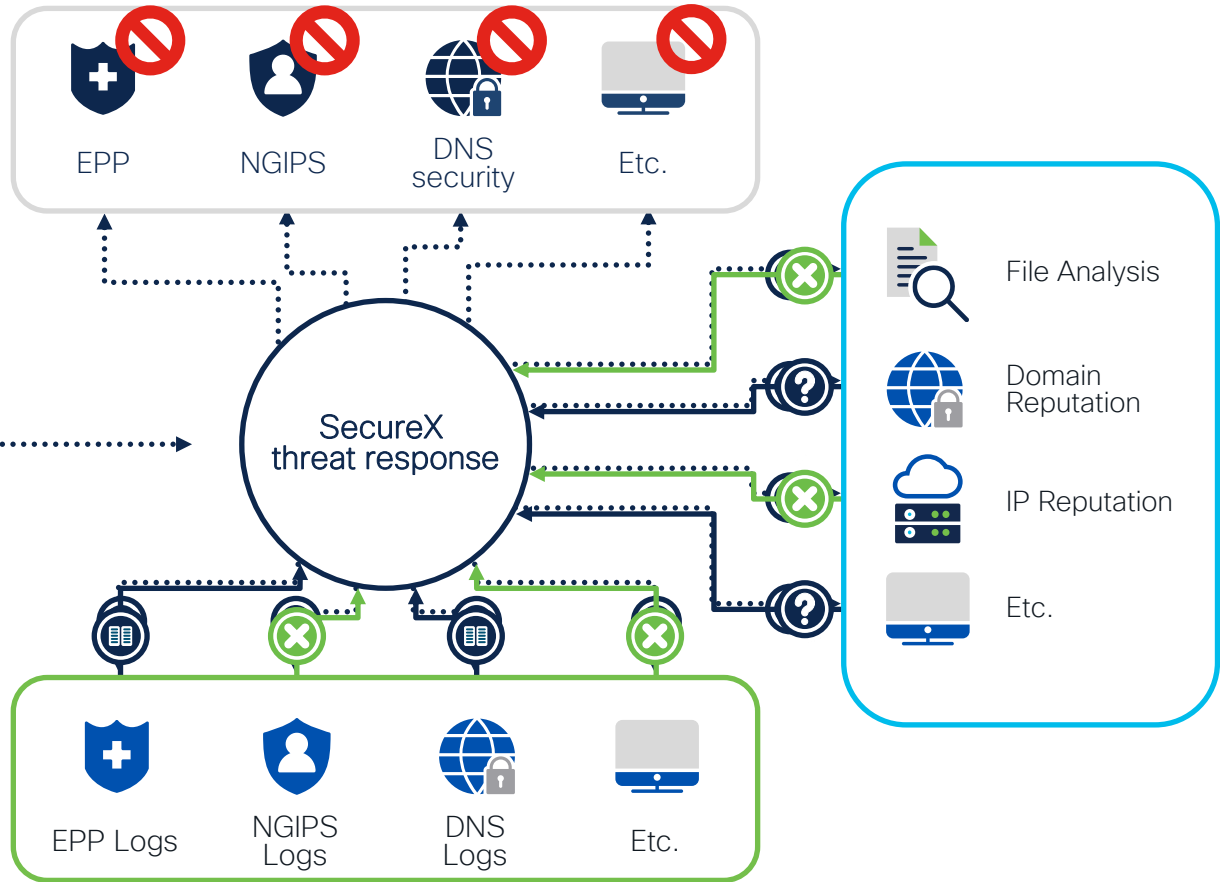 EPP
NGIPS
DNS
security
Etc.
SecureX
threat response
File Analysis
Domain
Reputation
IP Reputation
Etc.
EPP Logs
NGIPS
Logs
DNS
Logs
Etc.